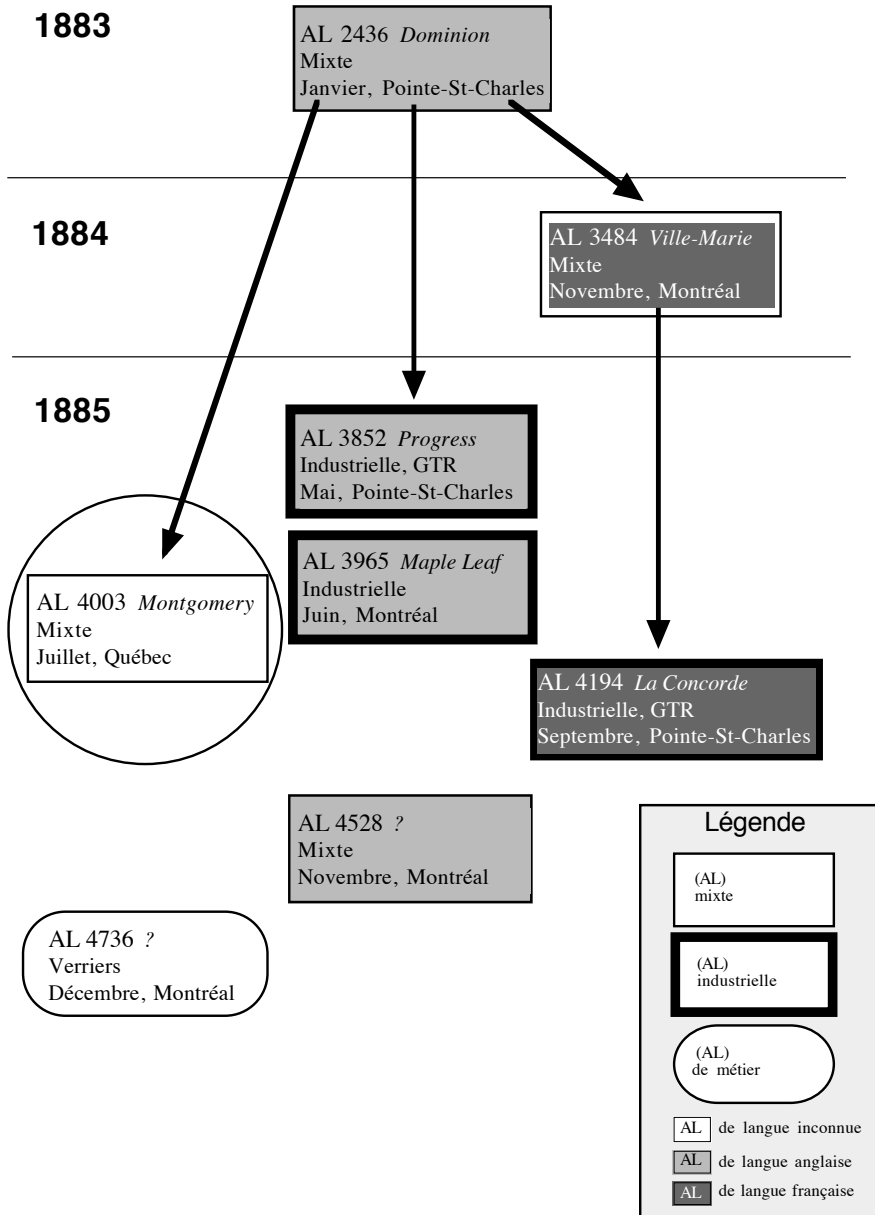 1883
AL 2436 Dominion
Mixte
Janvier, Pointe-St-Charles
1884
AL 3484 Ville-Marie
Mixte
Novembre, Montréal
1885
AL 3852 Progress
Industrielle, GTR
Mai, Pointe-St-Charles
AL 3965 Maple Leaf
Industrielle
Juin, Montréal
AL 4003 Montgomery
Mixte
Juillet, Québec
AL 4194 La Concorde
Industrielle, GTR
Septembre, Pointe-St-Charles
AL 4528 ?
Mixte
Novembre, Montréal
AL 4736 ?
Verriers
Décembre, Montréal
Légende
(AL)
mixte
(AL)
industrielle
(AL)
de métier
AL de langue inconnue
AL de langue anglaise
AL de langue française